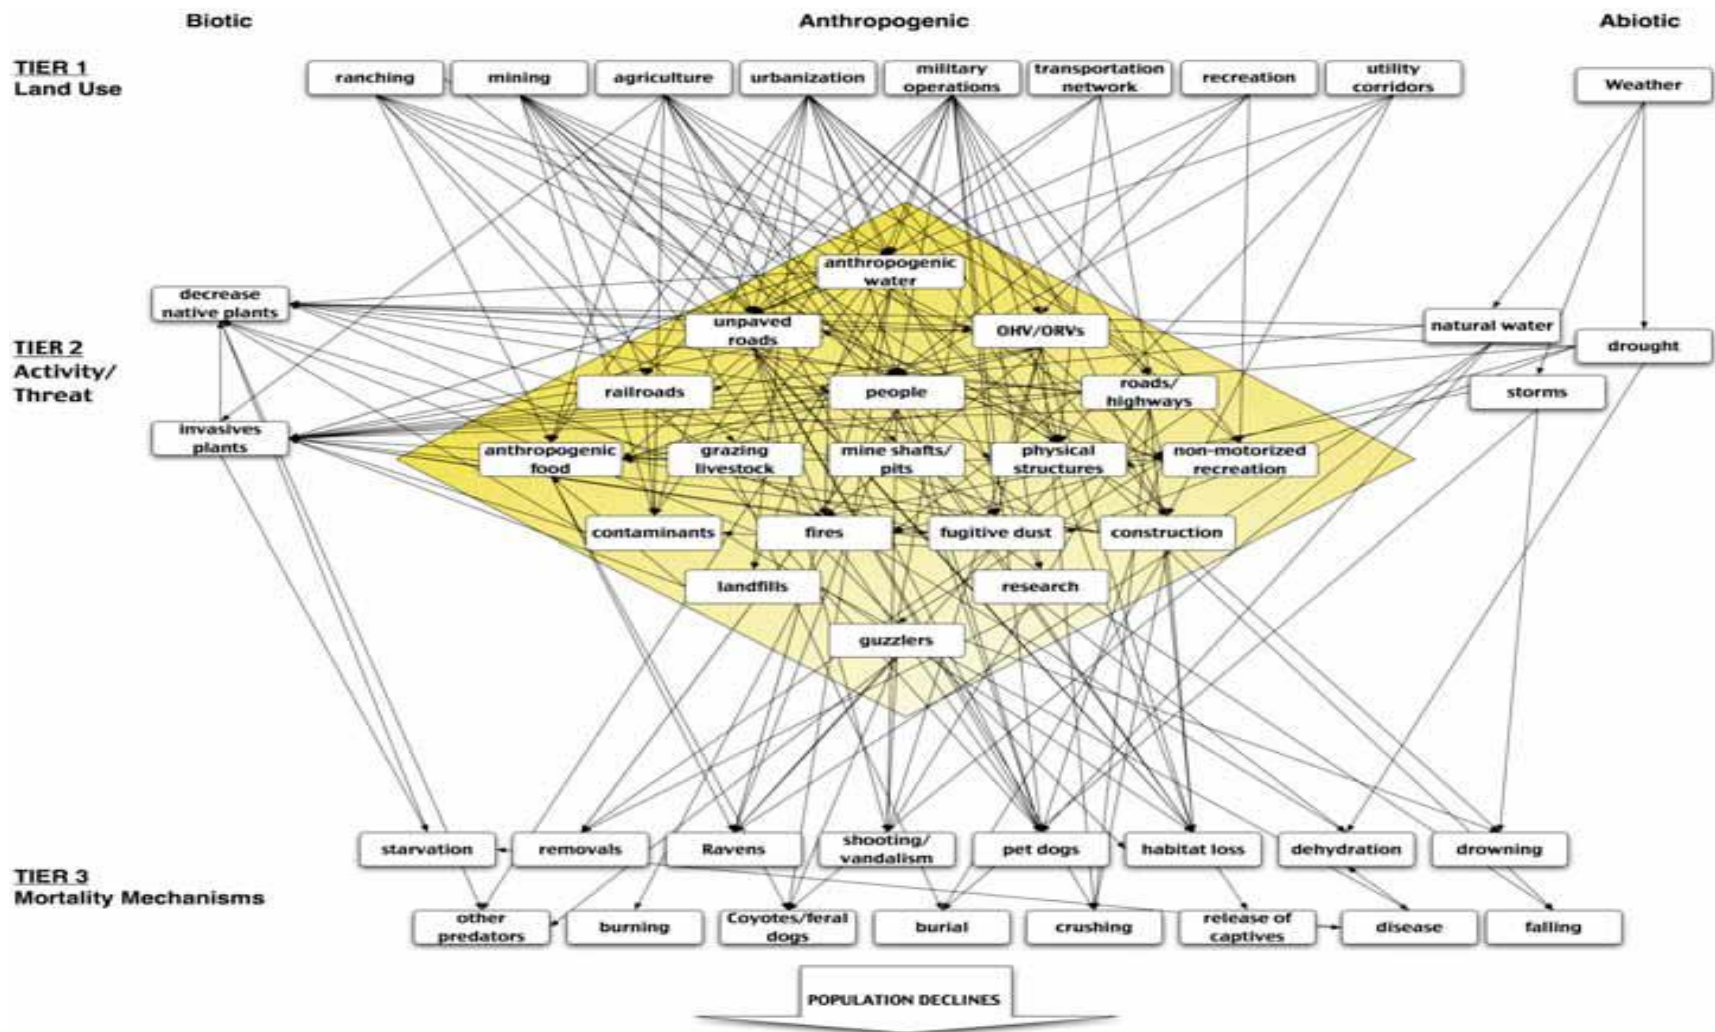 Biotic
Anthropogenic
Abiotic
TIER 1
Land Use
ranching
mining
agriculture
urbanization
military
operations
transportation
network
recreation
utility
corridors
Weather
TIER 2
Activity/
Threat
decrease
native plants
invasives
plants
anthropogenic
water
unpaved
roads
OHV/ORVs
railroads
people
roads/
highways
anthropogenic
food
grazing
livestock
mine shafts/
pits
physical
structures
non-motorized
recreation
contaminants
fires
fugitive dust
construction
landfills
research
guzzlers
natural water
drought
storms
TIER 3
Mortality Mechanisms
starvation
removals
Ravens
shooting/
vandalism
pet dogs
habitat loss
dehydration
drowning
other
predators
burning
Coyotes/feral
dogs
burial
crushing
release of
captives
disease
falling
POPULATION DECLINES